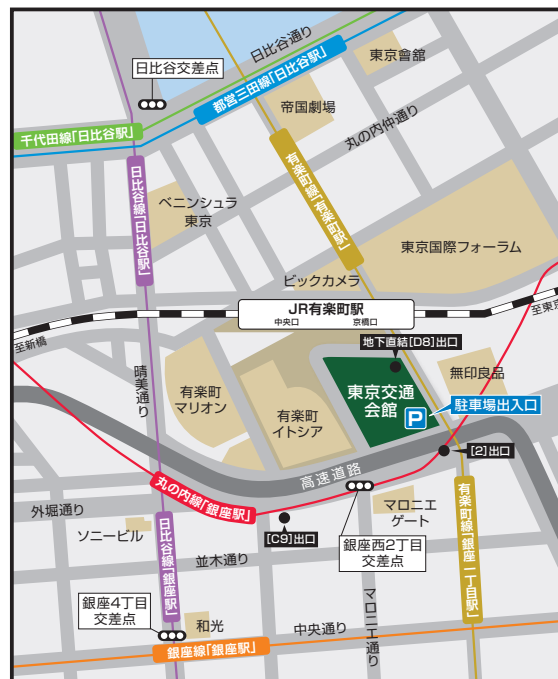 日比谷通り
東京會舘
日比谷交差点
都営三田線「日比谷駅」
帝国劇場
千代田線「日比谷駅」
丸の内仲通り
日比谷線「日比谷駅」
有楽町線「有楽町駅」
ペニンシュラ
東京
東京国際フォーラム
ビックカメラ
JR有楽町駅
中央口
京橋口
至東京
至新橋
地下直結[D8]出口
晴美通り
有楽町
マリオン
有楽町
イトシア
東京交通
会館
無印良品
P
駐車場出入口
高速道路
[2]出口
丸の内線「銀座駅」
外堀通り
ソニービル
[C9]出口
マロニエ
ゲート
有楽町線「銀座一丁目駅」
日比谷線「銀座駅」
並木通り
銀座西2丁目
交差点
銀座4丁目
交差点
和光
中央通り
マロニエ通り
銀座線「銀座駅」